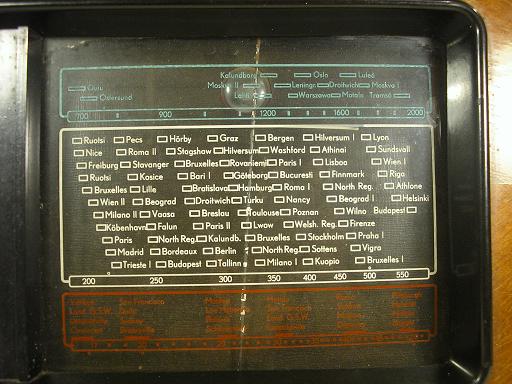 Kalundborg Oslo Luleå
Oulu Moskva II Leningr. Droitwich Moskva I
Östersund Lahti Warszawa Motala Tromsö
700 900 1200 1600 2000
Ruotsi Pecs Hörby Graz Bergen Hilversum I Lyon
Nice Roma II Stagshaw Hilversum Washford Athinai Sundsvall
Freiburg Stavanger Bruxelles Rovaniemi Paris I Lisboa Wien I
Ruotsi Kosice Bari I Göteborg Bucuresti Finnmark Riga
Bruxelles Lille Bratislava Hamburg Roma I North Reg. Athlone
Wien II Beograd Droitwich Turku Nancy Beograd I Helsinki
Milano II Vaasa Breslau Toulouse Poznan Wilno Budapest
Köbenhavn Falun Paris II Lwow Welsh. Reg. Firenze
Paris North Reg. Kalundb. Bruxelles Stockholm Praha I
Madrid Bordeaux Berlin North Reg. Sottens Vigra
Trieste I Budapest Tallinn Milano I Kuopio Bruxelles I
200 250 300 350 400 500 550
San Francisco